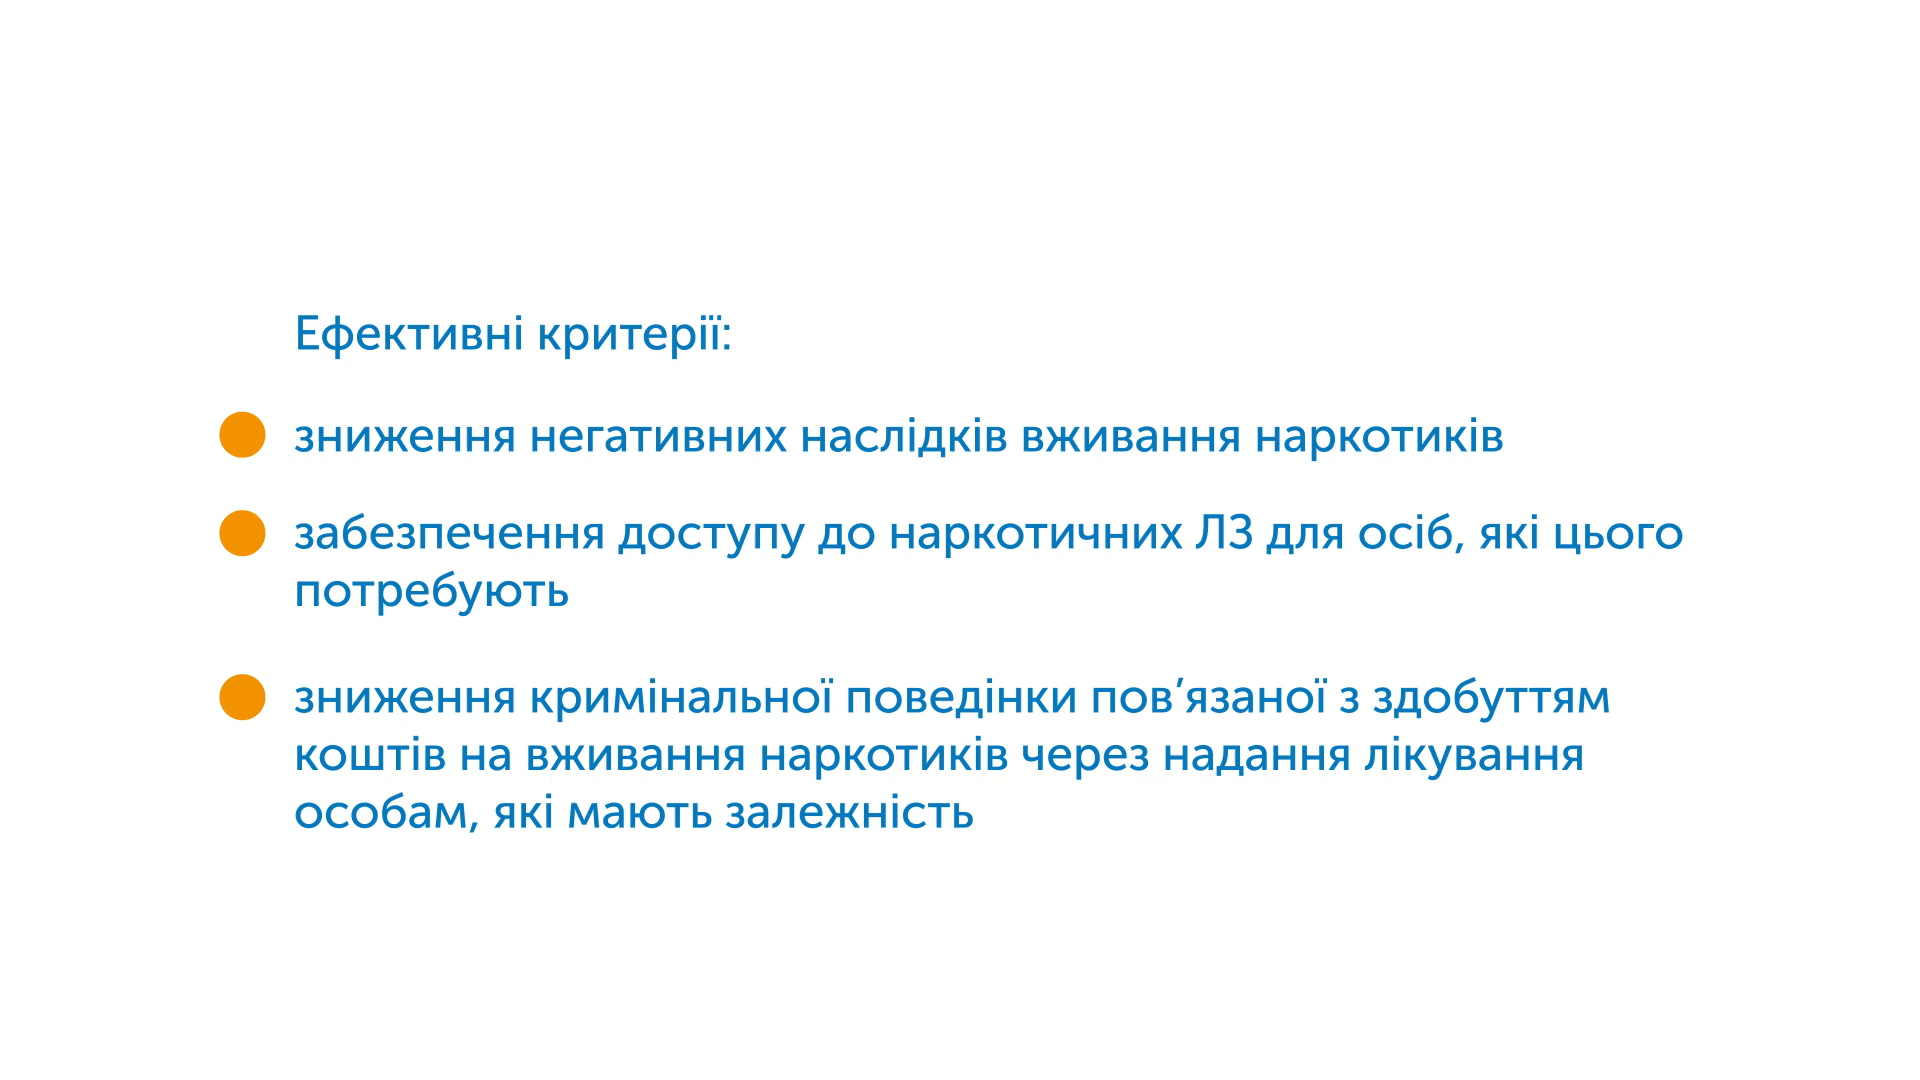 Ефективні критерії:
зниження негативних наслідків вживання наркотиків
забезпечення доступу до наркотичних ЛЗ для осіб, які цього
потребують
зниження кримінальної поведінки пов’язаної з здобуттям
коштів на вживання наркотиків через надання лікування
особам, які мають залежність